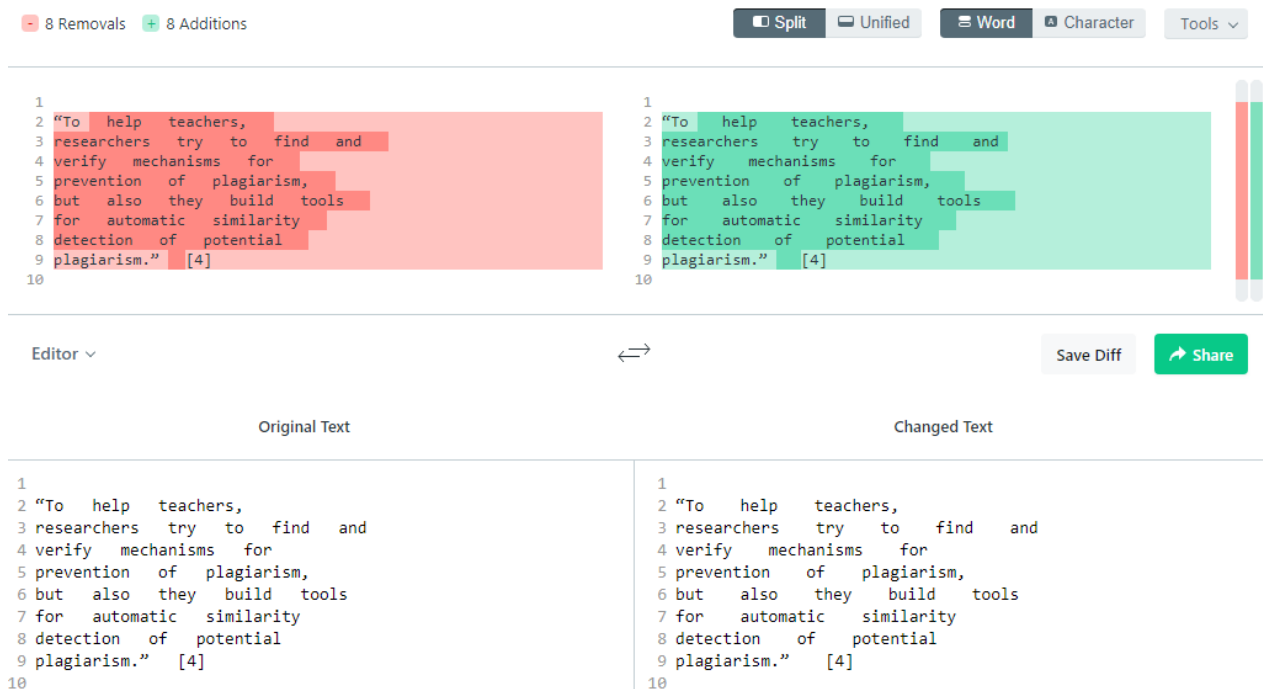 - 8 Removals + 8 Additions
Split Unified Word A Character Tools
1
2 “To help teachers,
3 researchers try to find and
4 verify mechanisms for
5 prevention of plagiarism,
6 but also they build tools
7 for automatic similarity
8 detection of potential
9 plagiarism.” [4]
10
1
2 “To help teachers,
3 researchers try to find and
4 verify mechanisms for
5 prevention of plagiarism,
6 but also they build tools
7 for automatic similarity
8 detection of potential
9 plagiarism.” [4]
10
Editor Save Diff Share
Original Text
1
2 “To help teachers,
3 researchers try to find and
4 verify mechanisms for
5 prevention of plagiarism,
6 but also they build tools
7 for automatic similarity
8 detection of potential
9 plagiarism.” [4]
10
Changed Text
1
2 “To help teachers,
3 researchers try to find and
4 verify mechanisms for
5 prevention of plagiarism,
6 but also they build tools
7 for automatic similarity
8 detection of potential
9 plagiarism.” [4]
10